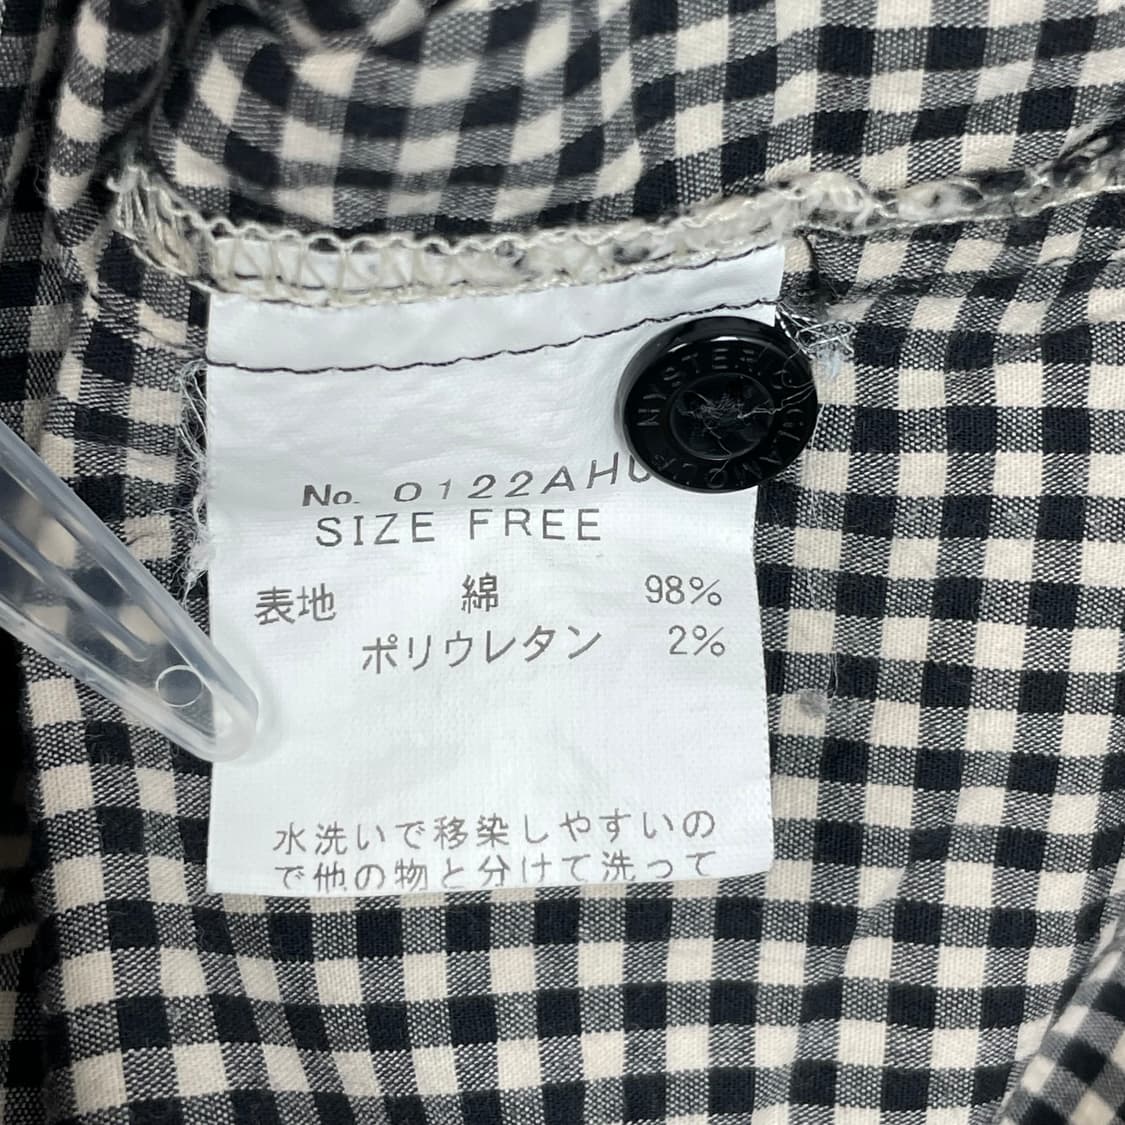 No. 0122AHU
SIZE FREE
表地 綿 98%
ポリウレタン 2%
水洗いで移染しやすいの
で他の物と分けて洗って